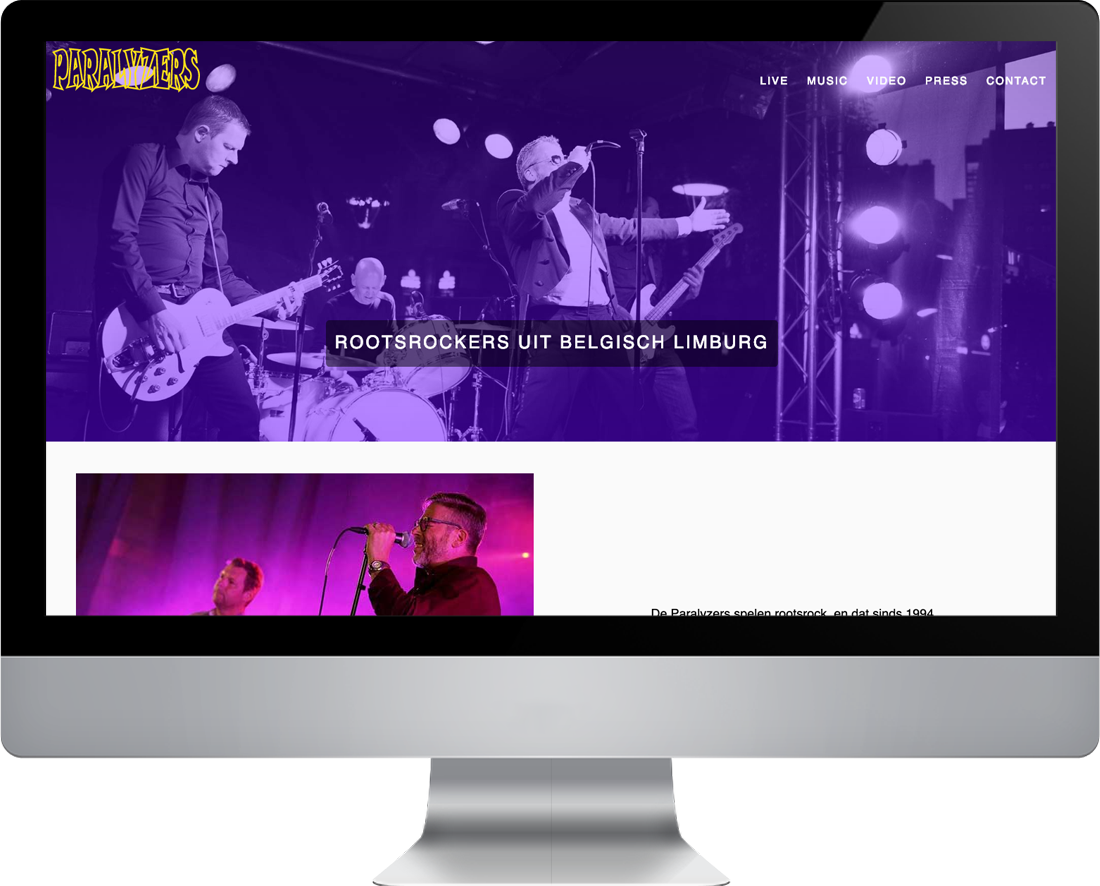 PARALYZERS
LIVE MUSIC VIDEO PRESS CONTACT
ROOTSROCKERS UIT BELGISCH LIMBURG
De Paralyzers spelen rootsrock, en dat sinds 1994.